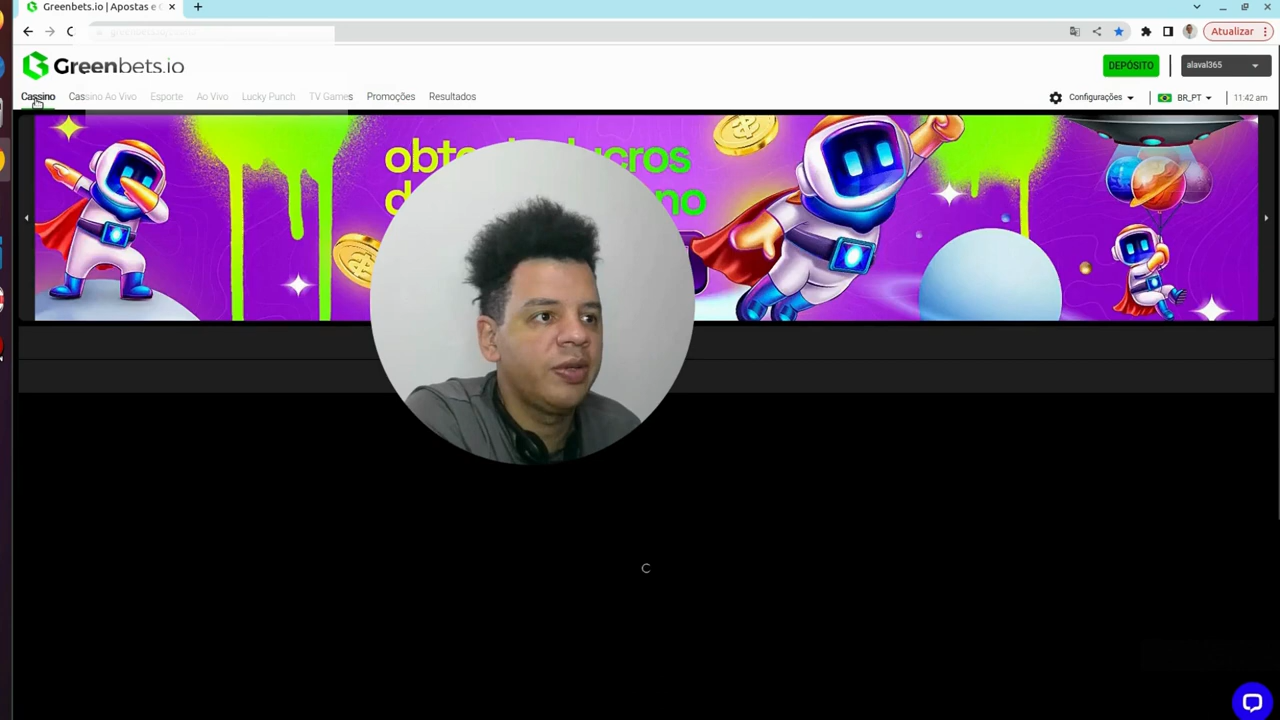 Greenbets.io | Apostas e
Atualizar
Greenbets.io
DEPÓSITO
alaval365
Cassino
Cassino Ao Vivo
Esporte
Ao Vivo
Lucky Punch
TV Games
Promoções
Resultados
Configurações
BR_PT
11:42 am